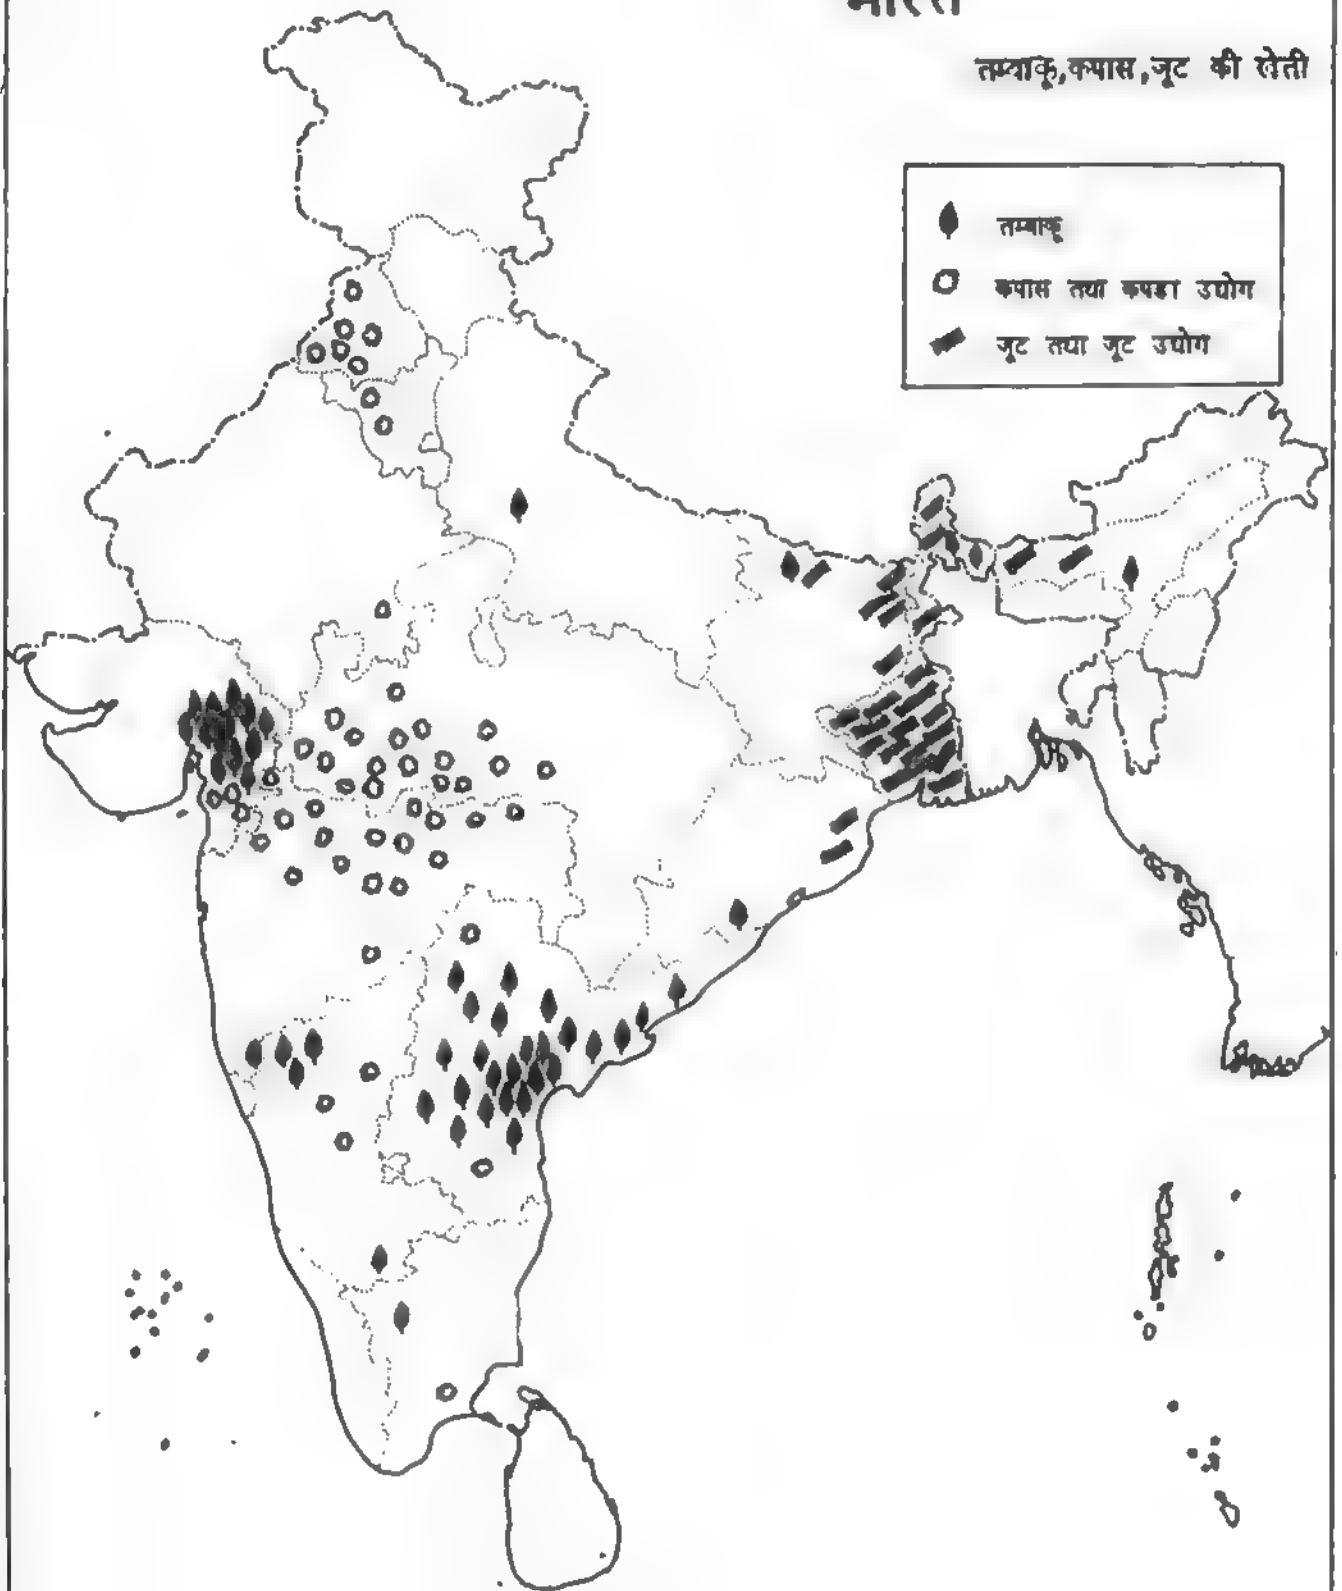 भारत
तम्बाकू,कपास,जूट की खेती
तम्बाकू
कपास तथा कपड़ा उद्योग
जूट तथा जूट उद्योग